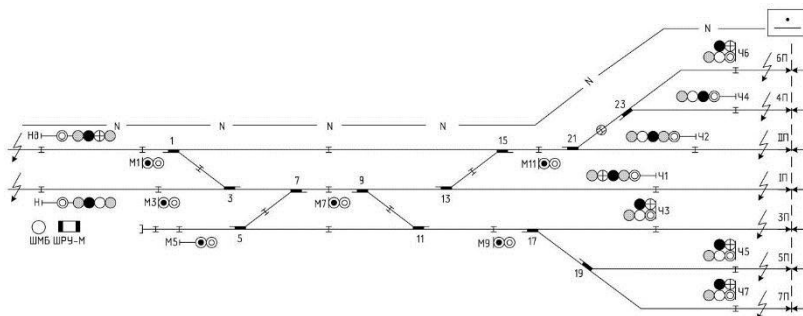 N
6П
Ч6
N
4П
23
Ч4
N N N N
НД
1
15
21
Ч2
IIП
М1
М11
Ч1
IП
7
9
Н
М3
3
М7
13
Ч3
3П
ШМБ ШРУ-М
М5
5
11
М9
17
Ч5
5П
19
Ч7
7П